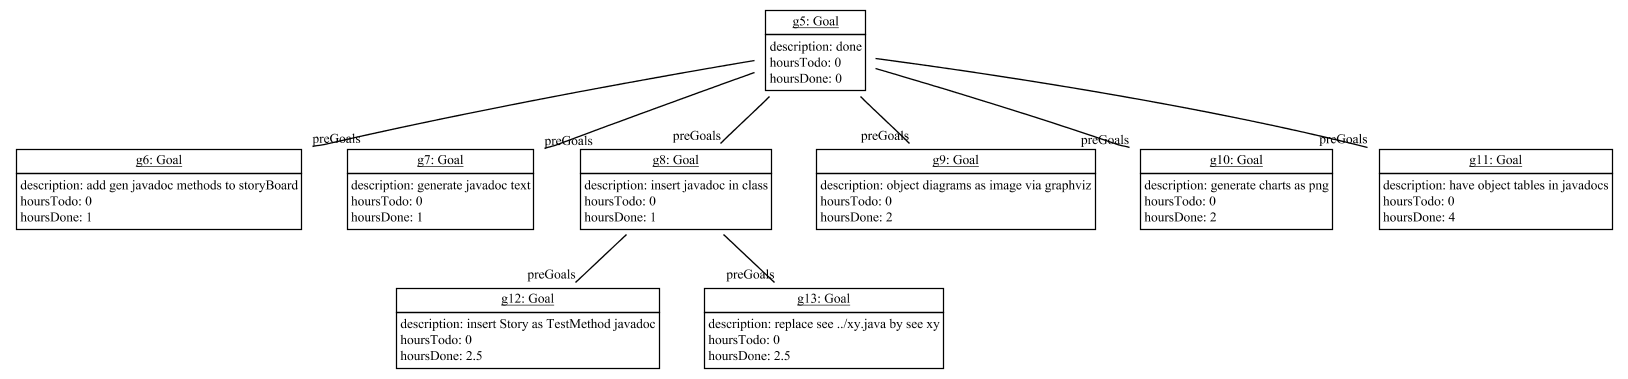 g5: Goal
description: done
hoursTodo: 0
hoursDone: 0
preGoals
preGoals
preGoals
preGoals
preGoals
preGoals
g6: Goal
description: add gen javadoc methods to storyBoard
hoursTodo: 0
hoursDone: 1
g7: Goal
description: generate javadoc text
hoursTodo: 0
hoursDone: 1
g8: Goal
description: insert javadoc in class
hoursTodo: 0
hoursDone: 1
g9: Goal
description: object diagrams as image via graphviz
hoursTodo: 0
hoursDone: 2
g10: Goal
description: generate charts as png
hoursTodo: 0
hoursDone: 2
g11: Goal
description: have object tables in javadocs
hoursTodo: 0
hoursDone: 4
preGoals
preGoals
g12: Goal
description: insert Story as TestMethod javadoc
hoursTodo: 0
hoursDone: 2.5
g13: Goal
description: replace see ../xy.java by see xy
hoursTodo: 0
hoursDone: 2.5